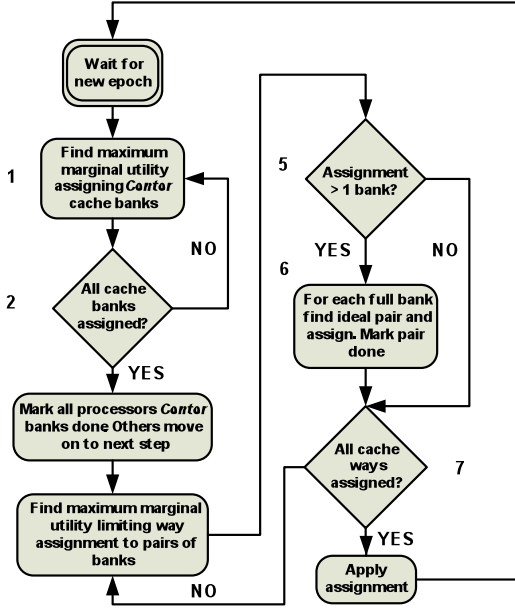 Wait for
new epoch
1
Find maximum
marginal utility
assigning Contor
cache banks
NO
2
All cache
banks
assigned?
YES
Mark all processors Contor
banks done. Others move
on to next step
Find maximum marginal
utility limiting way
assignment to pairs of
banks
NO
5
Assignment
> 1 bank?
YES
NO
6
For each full bank
find ideal pair and
assign. Mark pair
done
All cache
ways
assigned?
7
YES
Apply
assignment